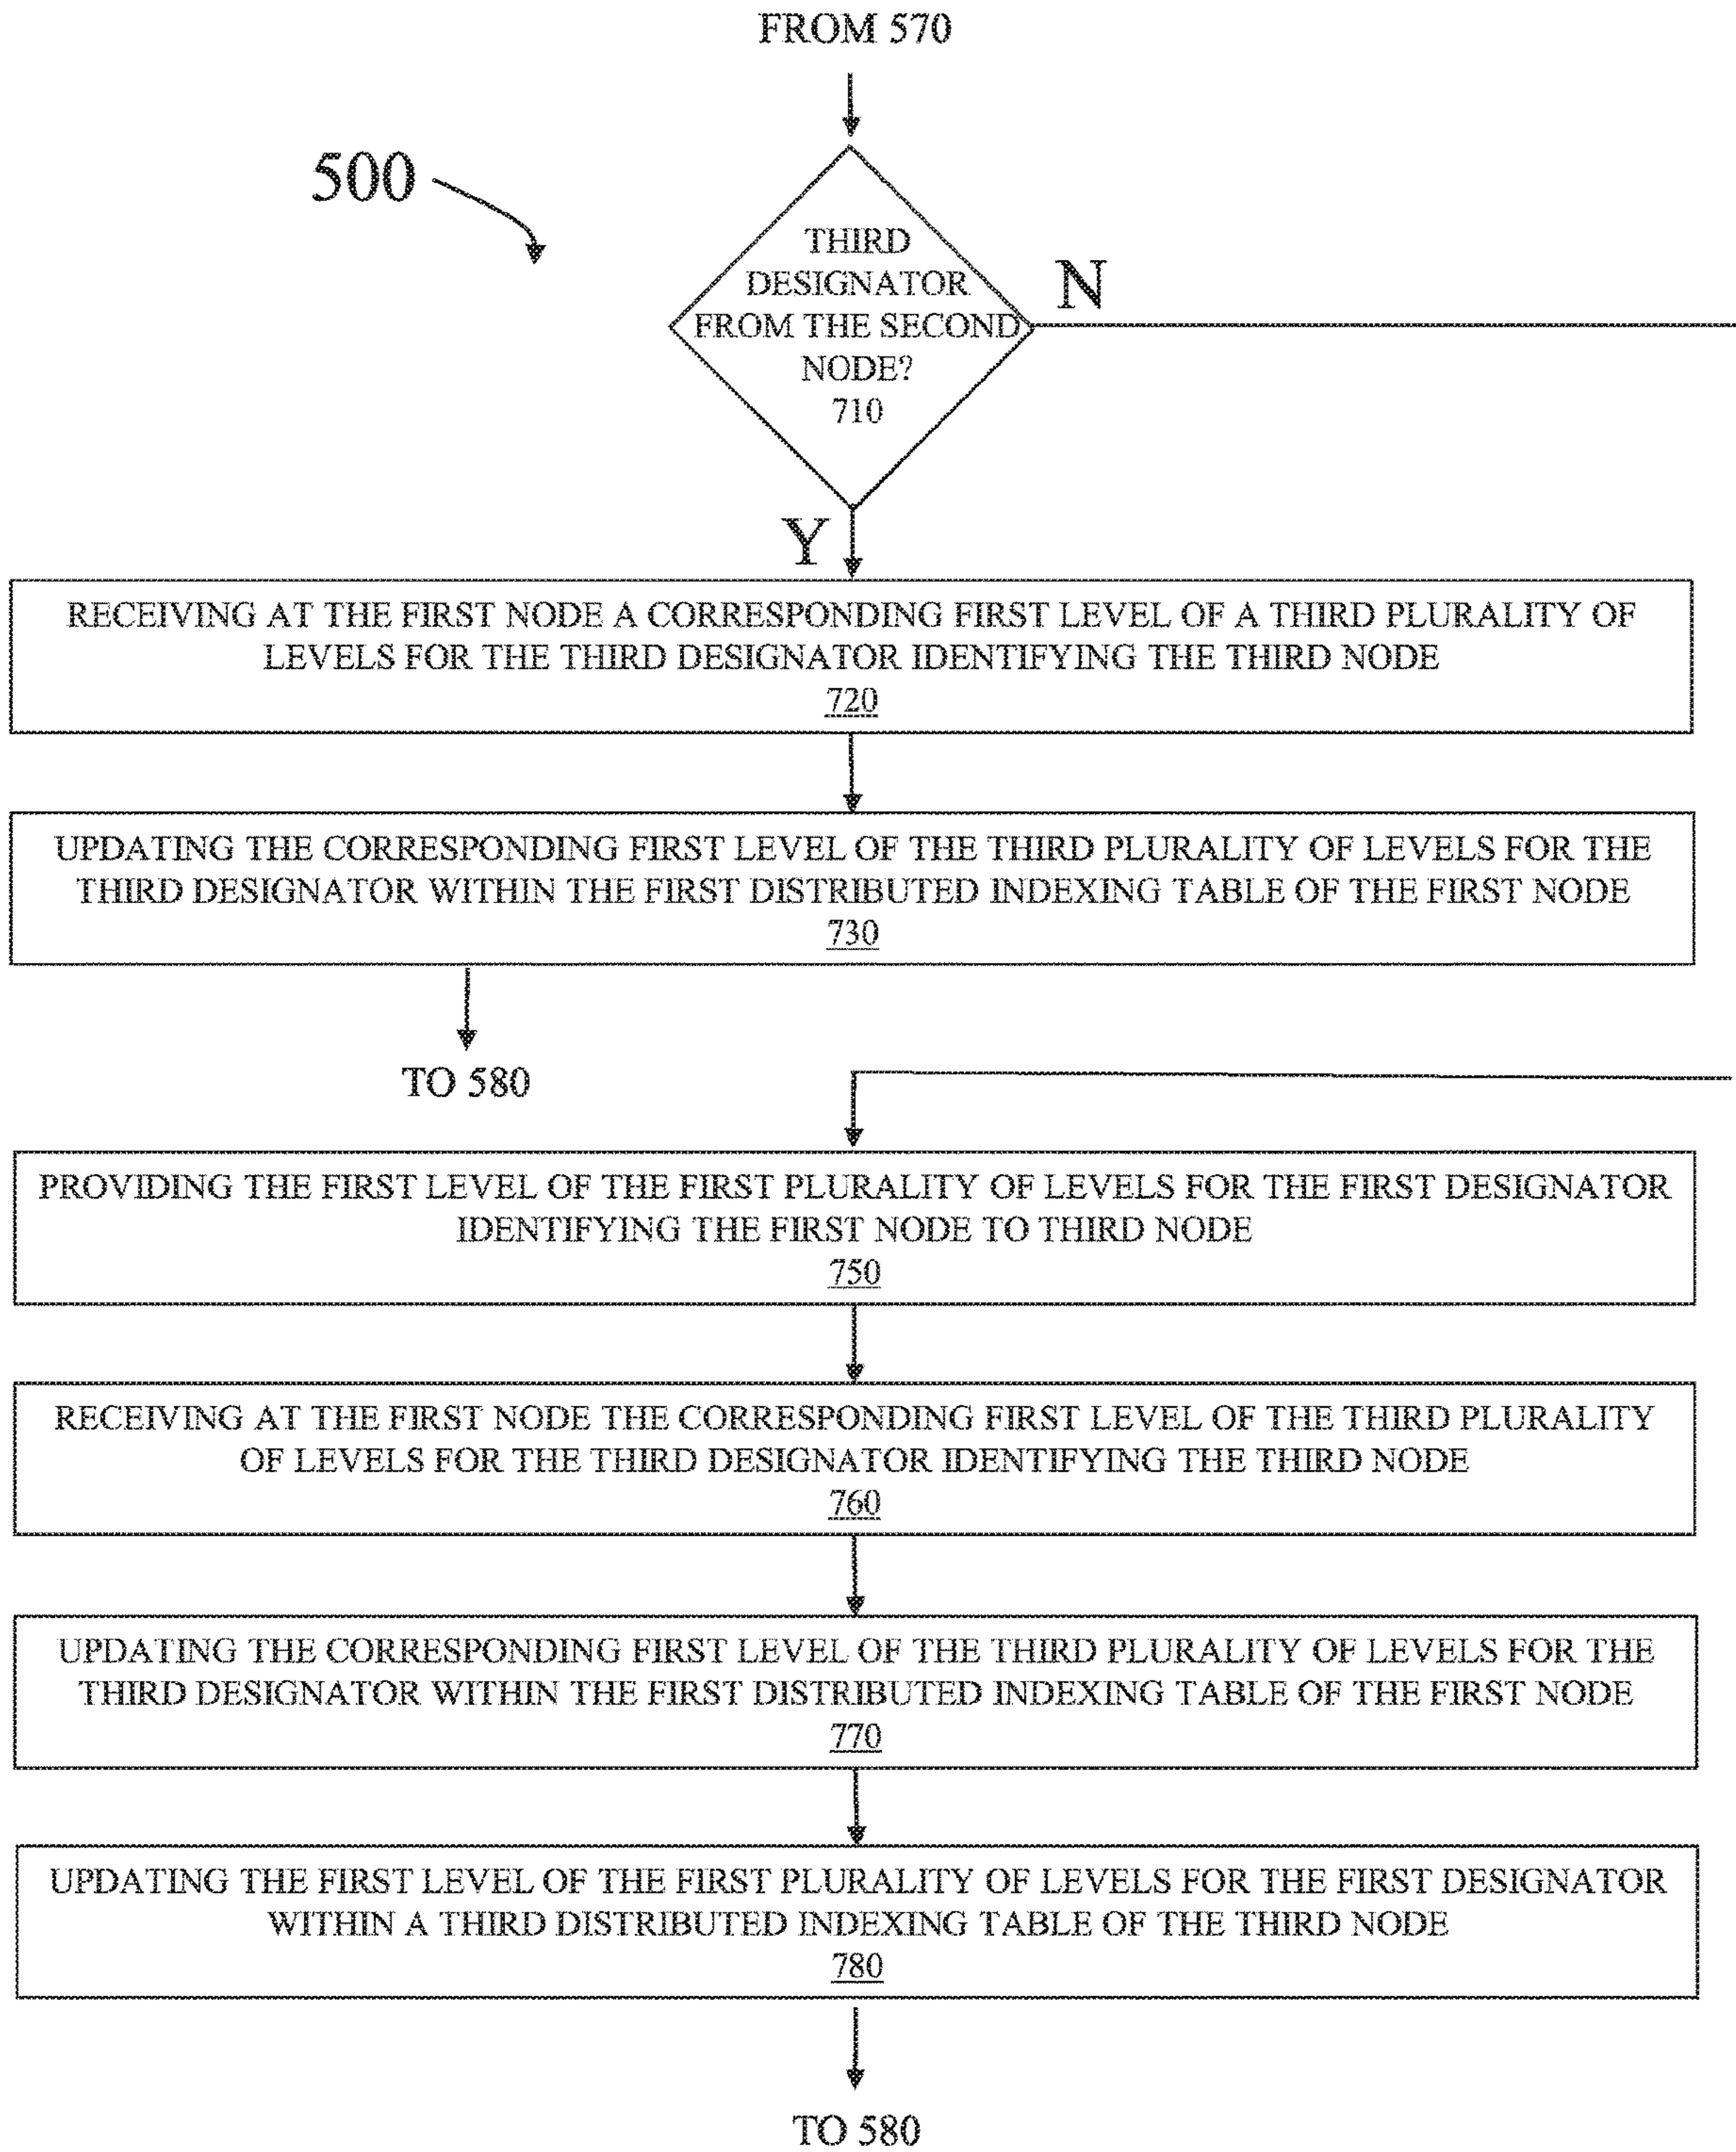 FROM 570
500
THIRD
DESIGNATOR
FROM THE SECOND
NODE?
710
N
Y
RECEIVING AT THE FIRST NODE A CORRESPONDING FIRST LEVEL OF A THIRD PLURALITY OF
LEVELS FOR THE THIRD DESIGNATOR IDENTIFYING THE THIRD NODE
720
UPDATING THE CORRESPONDING FIRST LEVEL OF THE THIRD PLURALITY OF LEVELS FOR THE
THIRD DESIGNATOR WITHIN THE FIRST DISTRIBUTED INDEXING TABLE OF THE FIRST NODE
730
TO 580
PROVIDING THE FIRST LEVEL OF THE FIRST PLURALITY OF LEVELS FOR THE FIRST DESIGNATOR
IDENTIFYING THE FIRST NODE TO THIRD NODE
750
RECEIVING AT THE FIRST NODE THE CORRESPONDING FIRST LEVEL OF THE THIRD PLURALITY
OF LEVELS FOR THE THIRD DESIGNATOR IDENTIFYING THE THIRD NODE
760
UPDATING THE CORRESPONDING FIRST LEVEL OF THE THIRD PLURALITY OF LEVELS FOR THE
THIRD DESIGNATOR WITHIN THE FIRST DISTRIBUTED INDEXING TABLE OF THE FIRST NODE
770
UPDATING THE FIRST LEVEL OF THE FIRST PLURALITY OF LEVELS FOR THE FIRST DESIGNATOR
WITHIN A THIRD DISTRIBUTED INDEXING TABLE OF THE THIRD NODE
780
TO 580